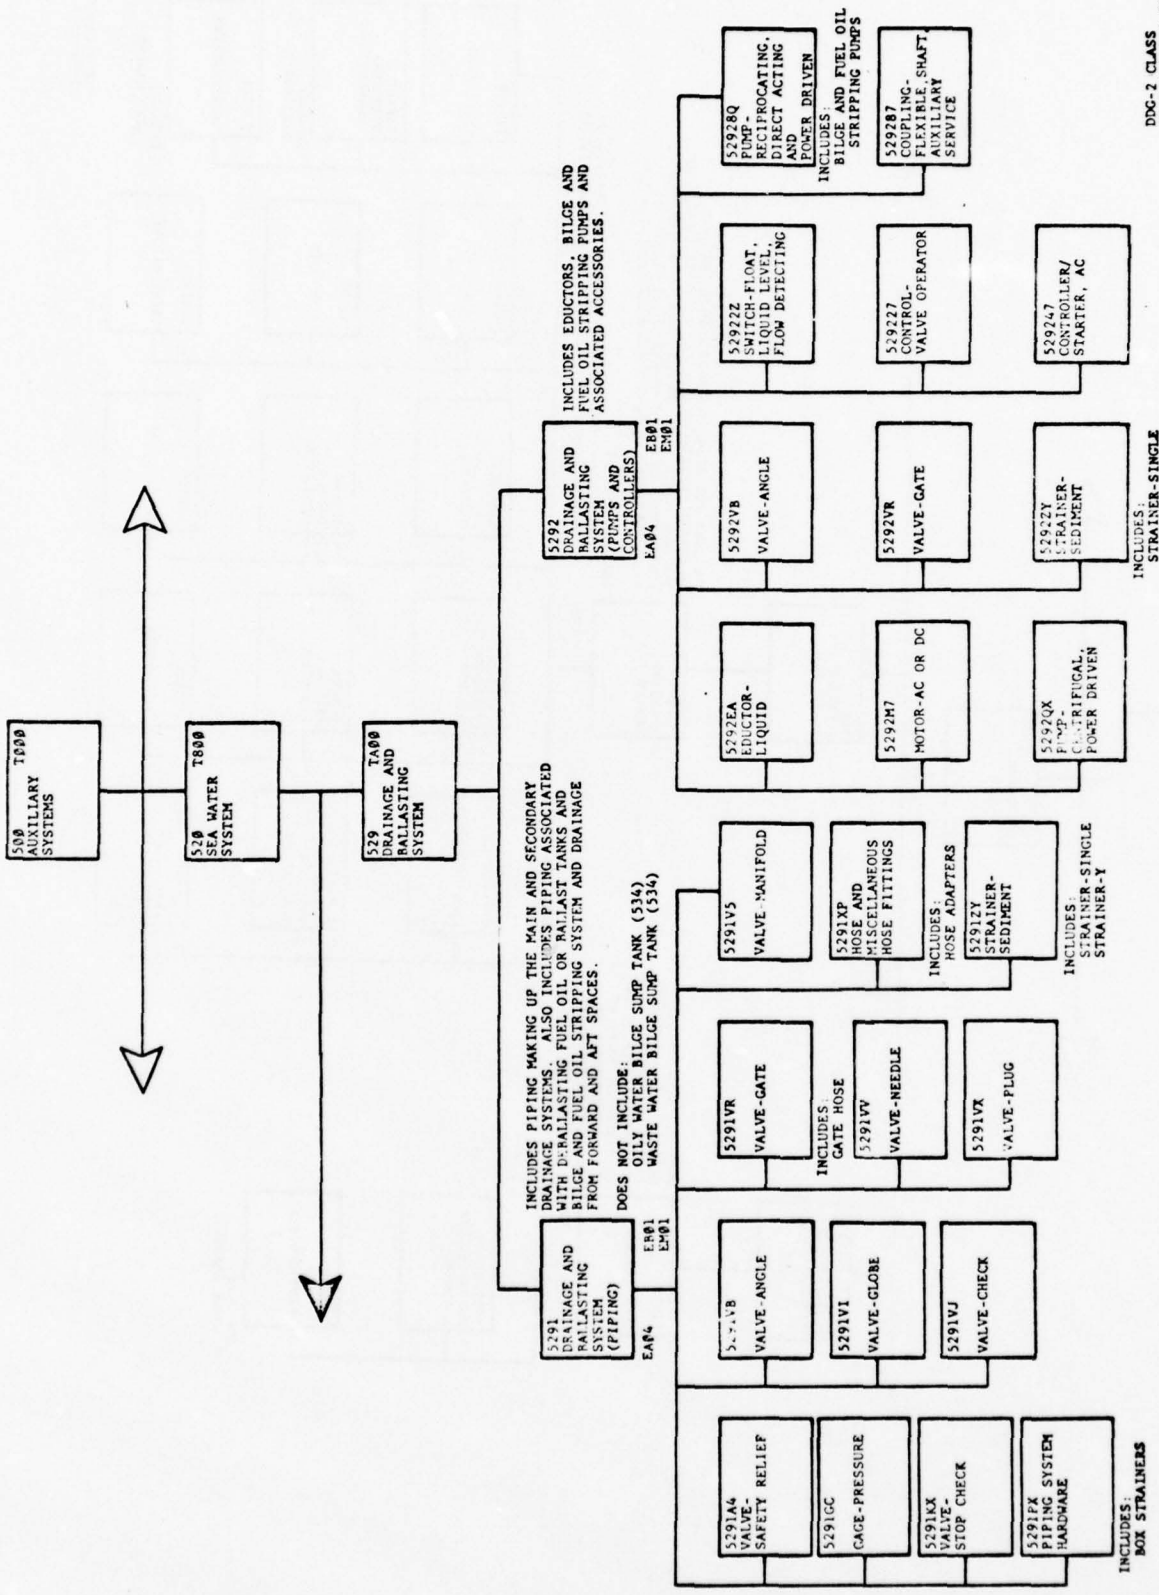 500 T000
AUXILIARY
SYSTEMS
520 T800
SEA WATER
SYSTEM
529 TA00
DRAINAGE AND
BALLASTING
SYSTEM
5291
DRAINAGE AND
BALLASTING
SYSTEM
(PIPING)
EA04
EB01
EM01
INCLUDES PIPING MAKING UP THE MAIN AND SECONDARY
DRAINAGE SYSTEMS. ALSO INCLUDES PIPING ASSOCIATED
WITH DEBALLASTING FUEL OIL OR BALLAST TANKS AND
BILGE AND FUEL OIL STRIPPING SYSTEM AND DRAINAGE
FROM FORWARD AND AFT SPACES.
DOES NOT INCLUDE:
OILY WATER BILGE SUMP TANK (534)
WASTE WATER BILGE SUMP TANK (534)
5292
DRAINAGE AND
BALLASTING
SYSTEM
(PUMPS AND
CONTROLLERS)
EA04
EB01
EM01
INCLUDES EDUCTORS, BILGE AND
FUEL OIL STRIPPING PUMPS AND
ASSOCIATED ACCESSORIES.
5291A4
VALVE-
SAFETY RELIEF
5291GC
GAGE-PRESSURE
5291KX
VALVE-
STOP CHECK
5291PX
PIPING SYSTEM
HARDWARE
INCLUDES:
BOX STRAINERS
5291VB
VALVE-ANGLE
5291VI
VALVE-GLOBE
5291VJ
VALVE-CHECK
5291VR
VALVE-GATE
INCLUDES:
GATE HOSE
5291VV
VALVE-NEEDLE
5291VX
VALVE-PLUG
5291V5
VALVE-MANIFOLD
5291XP
HOSE AND
MISCELLANEOUS
HOSE FITTINGS
INCLUDES:
HOSE ADAPTERS
5291ZY
STRAINER-
SEDIMENT
INCLUDES:
STRAINER-SINGLE
STRAINER-Y
5292EA
EDUCTOR-
LIQUID
5292M7
MOTOR-AC OR DC
5292QX
PUMP-
CENTRIFUGAL,
POWER DRIVEN
5292VB
VALVE-ANGLE
5292VR
VALVE-GATE
5292ZY
STRAINER-
SEDIMENT
INCLUDES:
STRAINER-SINGLE
52922Z
SWITCH-FLOAT,
LIQUID LEVEL,
FLOW DETECTING
529227
CONTROL-
VALVE OPERATOR
529247
CONTROLLER/
STARTER, AC
52928Q
PUMP-
RECIPROCATING,
DIRECT ACTING
AND
POWER DRIVEN
INCLUDES:
BILGE AND FUEL OIL
STRIPPING PUMPS
529287
COUPLING-
FLEXIBLE, SHAFT,
AUXILIARY
SERVICE
DDG-2 CLASS